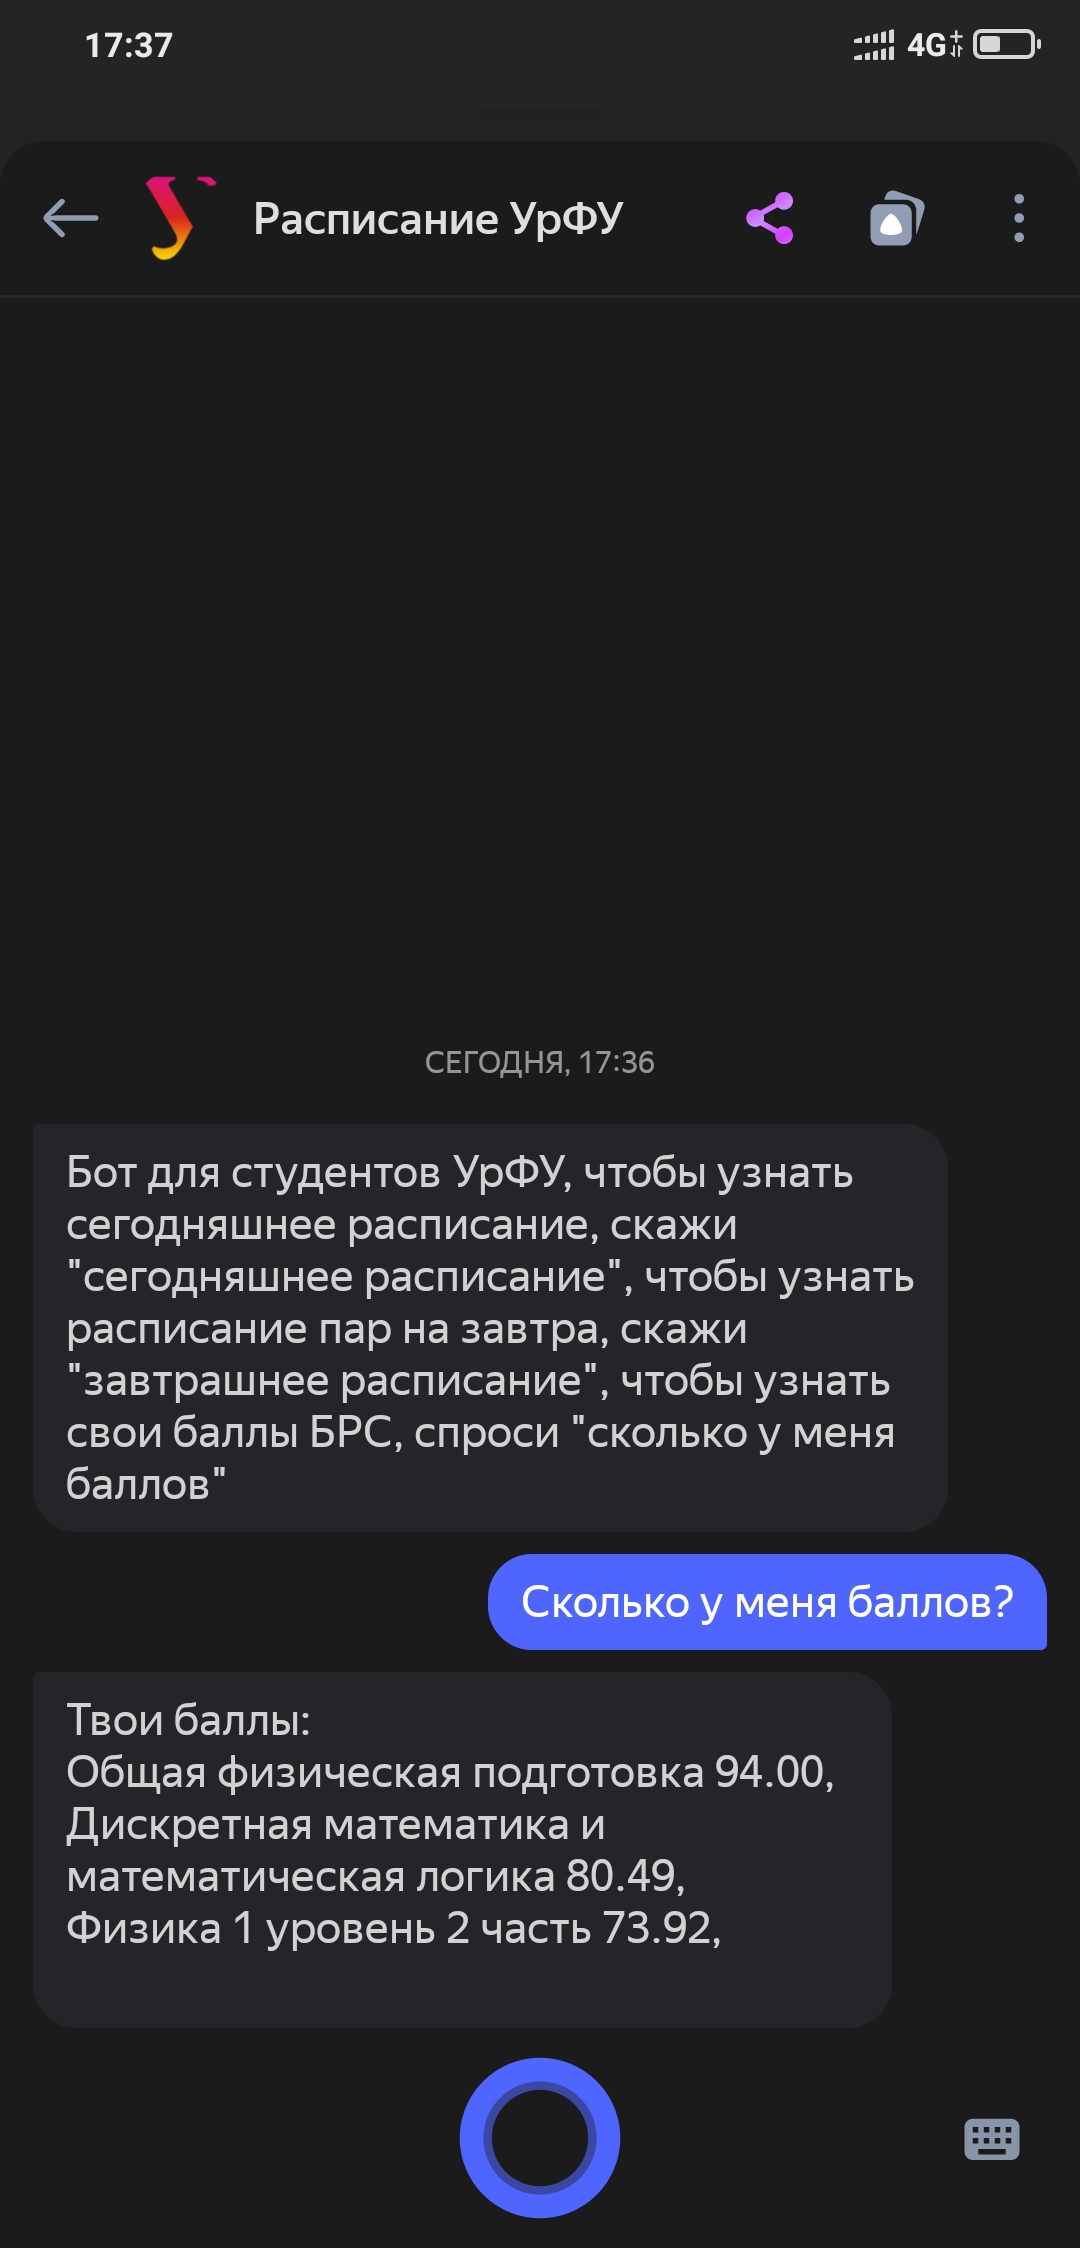 17:37
4G
Расписание УрФУ
СЕГОДНЯ, 17:36
Бот для студентов УрФУ, чтобы узнать
сегодняшнее расписание, скажи
"сегодняшнее расписание", чтобы узнать
расписание пар на завтра, скажи
"завтрашнее расписание", чтобы узнать
свои баллы БРС, спроси "сколько у меня
баллов"
Сколько у меня баллов?
Твои баллы:
Общая физическая подготовка 94.00,
Дискретная математика и
математическая логика 80.49,
Физика 1 уровень 2 часть 73.92,